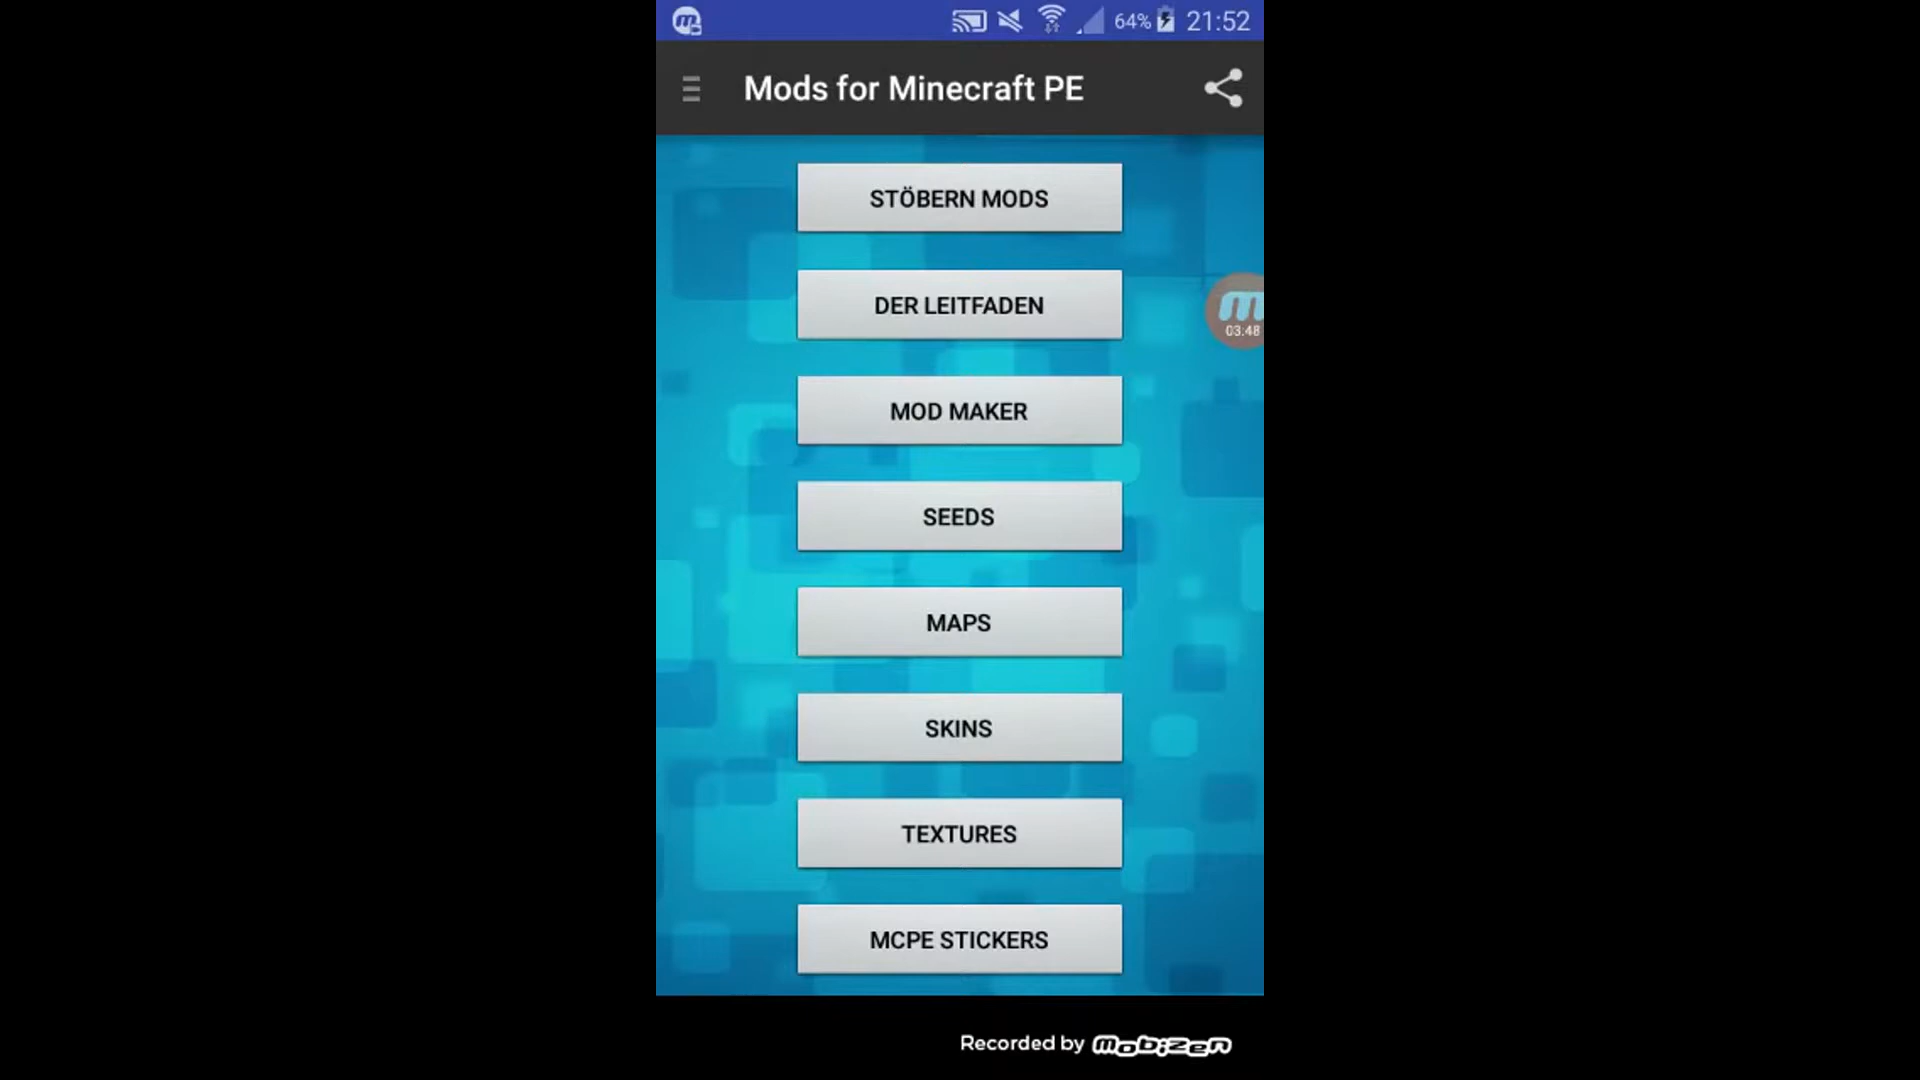 64% 21:52
Mods for Minecraft PE
STÖBERN MODS
DER LEITFADEN
03:48
MOD MAKER
SEEDS
MAPS
SKINS
TEXTURES
MCPE STICKERS
Recorded by mobizen